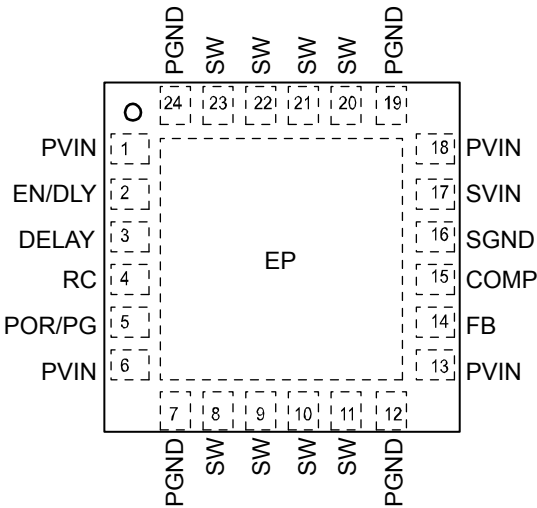 PGND SW SW SW SW PGND
24 23 22 21 20 19
PVIN 1 18 PVIN
EN/DLY 2 17 SVIN
DELAY 3 16 SGND
RC 4 EP 15 COMP
POR/PG 5 14 FB
PVIN 6 13 PVIN
7 8 9 10 11 12
PGND SW SW SW SW PGND